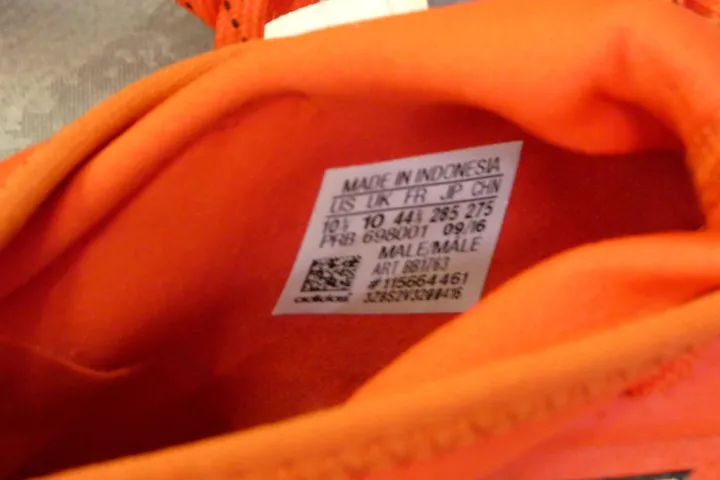 MADE IN INDONESIA
US UK FR JP CHN
10½ 10 44⅔ 285 275
PRB 698001 09/16
MALE/MÂLE
ART BB1763
#115664461
adidas